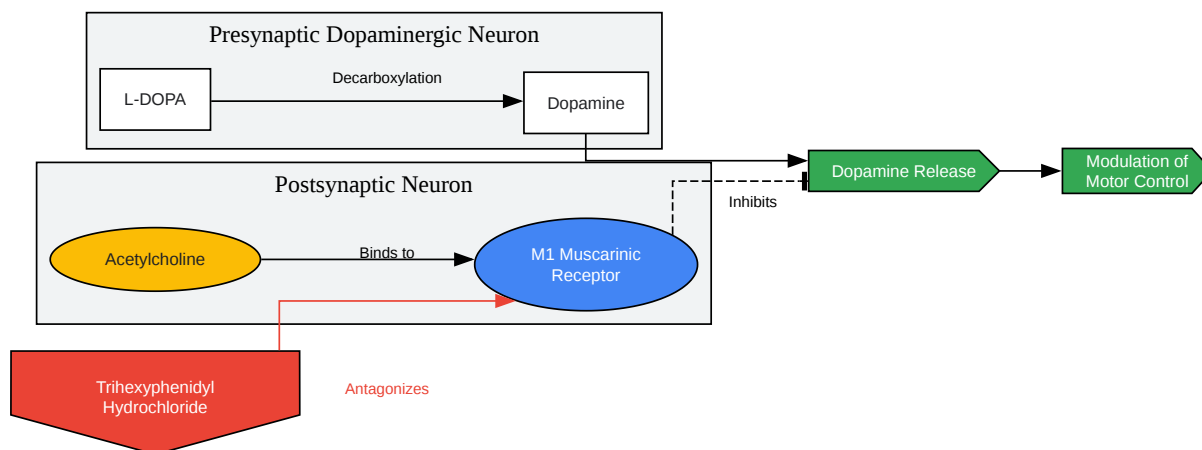 Presynaptic Dopaminergic Neuron
L-DOPA
Decarboxylation
Dopamine
Postsynaptic Neuron
Acetylcholine
Binds to
M1 Muscarinic
Receptor
Inhibits
Dopamine Release
Modulation of
Motor Control
Trihexyphenidyl
Hydrochloride
Antagonizes